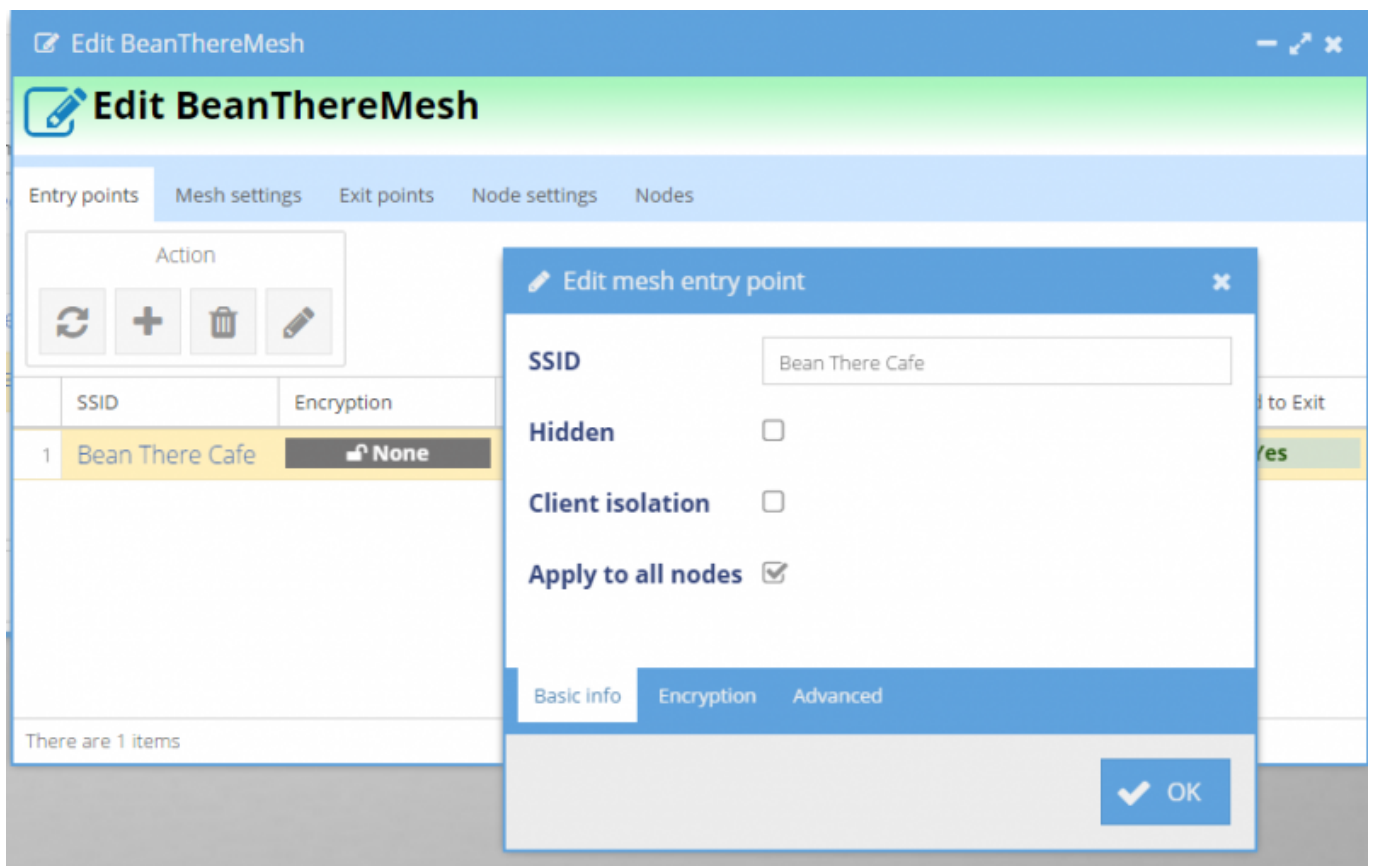 Edit BeanThereMesh
Edit BeanThereMesh
Entry points Mesh settings Exit points Node settings Nodes
Action
SSID Encryption to Exit
1 Bean There Cafe None Yes
There are 1 items
Edit mesh entry point
SSID Bean There Cafe
Hidden
Client isolation
Apply to all nodes
Basic info Encryption Advanced
OK